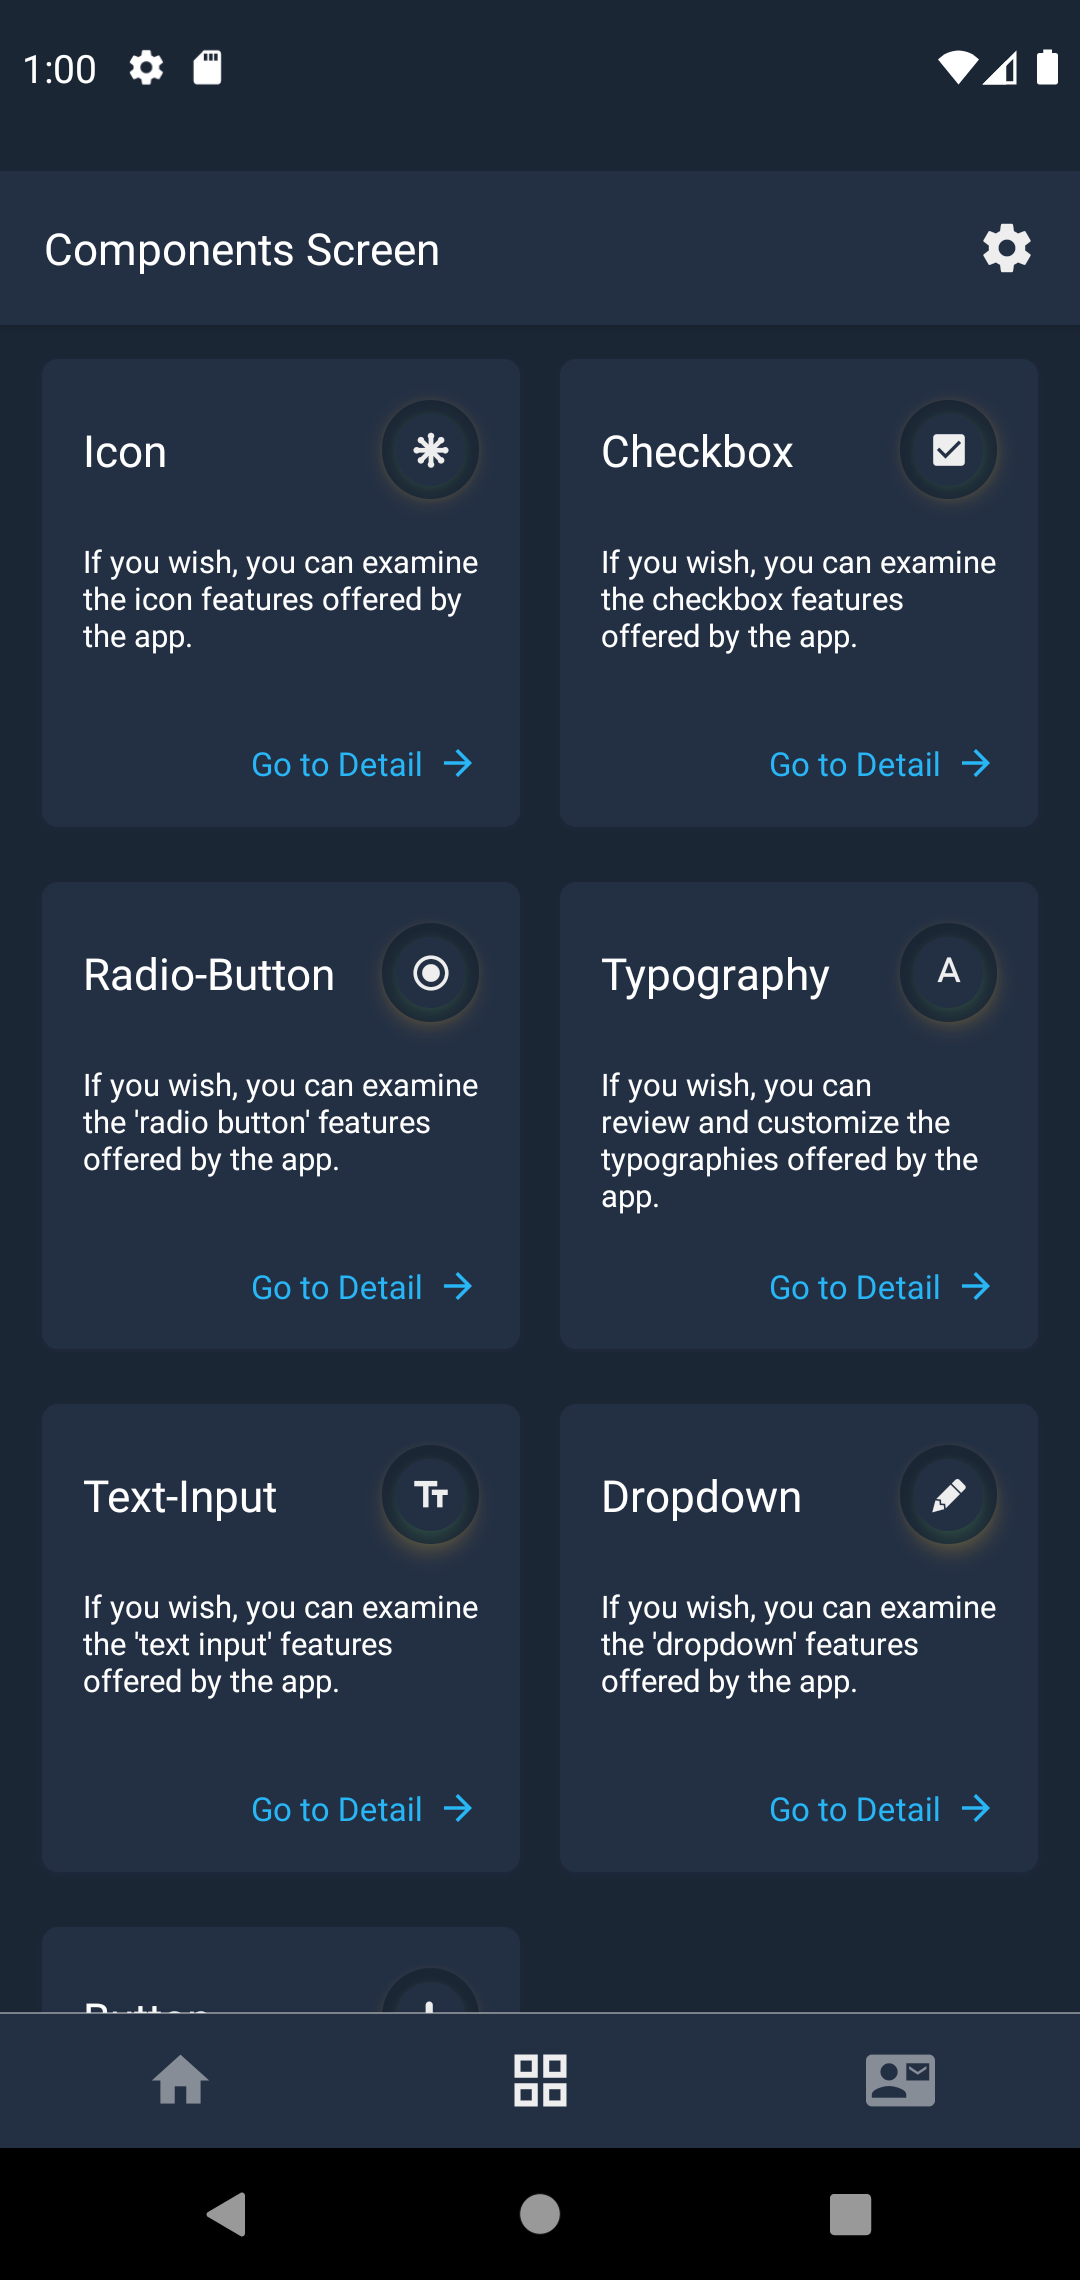 1:00
Components Screen
Icon
If you wish, you can examine
the icon features offered by
the app.
Go to Detail
Checkbox
If you wish, you can examine
the checkbox features
offered by the app.
Go to Detail
Radio-Button
If you wish, you can examine
the 'radio button' features
offered by the app.
Go to Detail
Typography
A
If you wish, you can
review and customize the
typographies offered by the
app.
Go to Detail
Text-Input
Tт
If you wish, you can examine
the 'text input' features
offered by the app.
Go to Detail
Dropdown
If you wish, you can examine
the 'dropdown' features
offered by the app.
Go to Detail
Button